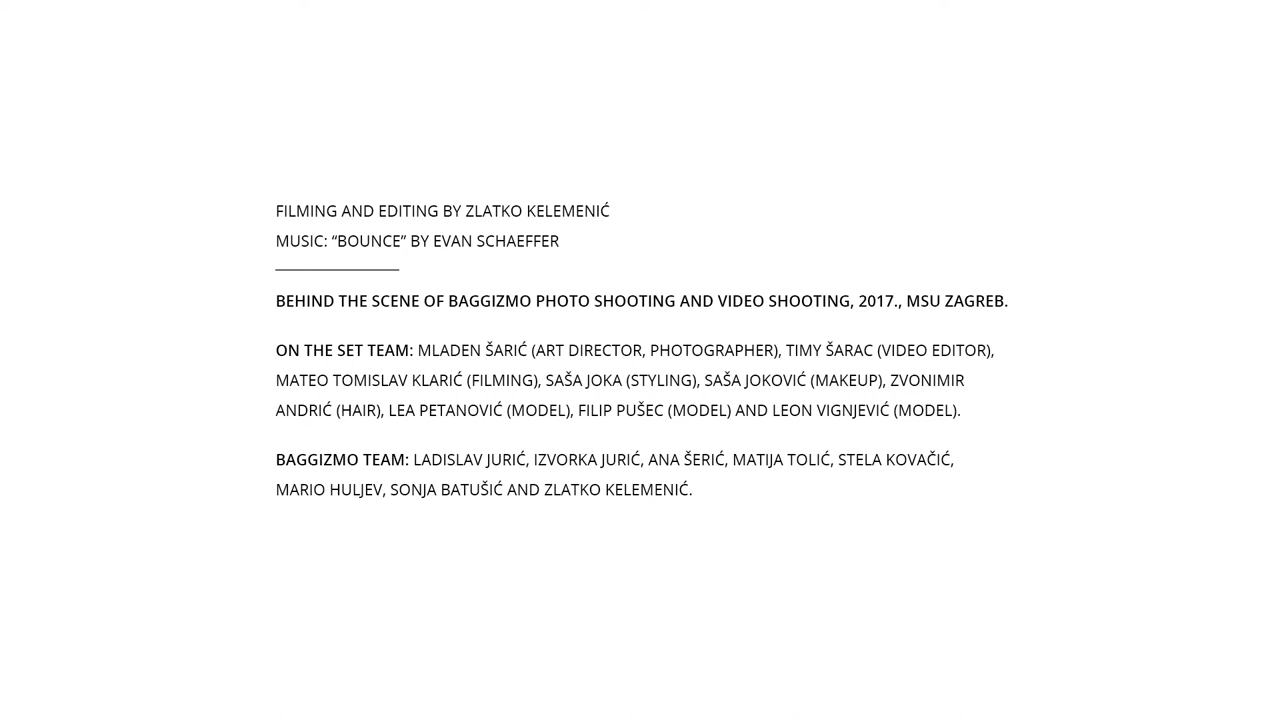 FILMING AND EDITING BY ZLATKO KELEMENIĆ
MUSIC: “BOUNCE” BY EVAN SCHAEFFER
BEHIND THE SCENE OF BAGGIZMO PHOTO SHOOTING AND VIDEO SHOOTING, 2017., MSU ZAGREB.
ON THE SET TEAM: MLADEN ŠARIĆ (ART DIRECTOR, PHOTOGRAPHER), TIMY ŠARAC (VIDEO EDITOR),
MATEO TOMISLAV KLARIĆ (FILMING), SAŠA JOKA (STYLING), SAŠA JOKOVIĆ (MAKEUP), ZVONIMIR
ANDRIĆ (HAIR), LEA PETANOVIĆ (MODEL), FILIP PUŠEC (MODEL) AND LEON VIGNJEVIĆ (MODEL).
BAGGIZMO TEAM: LADISLAV JURIĆ, IZVORKA JURIĆ, ANA ŠERIĆ, MATIJA TOLIĆ, STELA KOVAČIĆ,
MARIO HULJEV, SONJA BATUŠIĆ AND ZLATKO KELEMENIĆ.